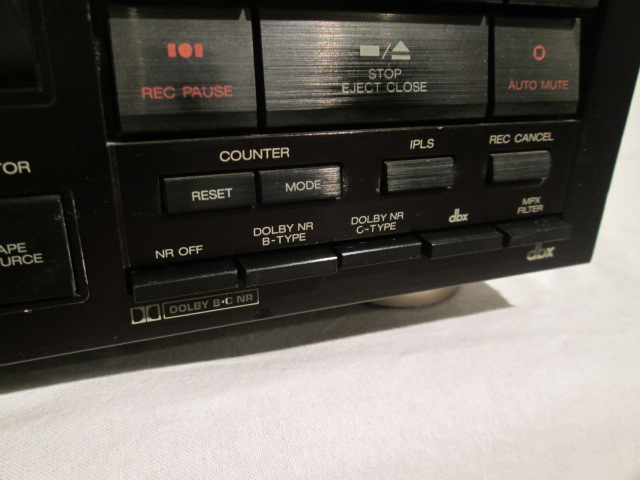 REC PAUSE
STOP
EJECT CLOSE
AUTO MUTE
TOR
COUNTER
IPLS
REC CANCEL
RESET
MODE
APE
URCE
NR OFF
DOLBY NR
B-TYPE
DOLBY NR
C-TYPE
dbx
MPX
FILTER
DOLBY B•C NR
dbx